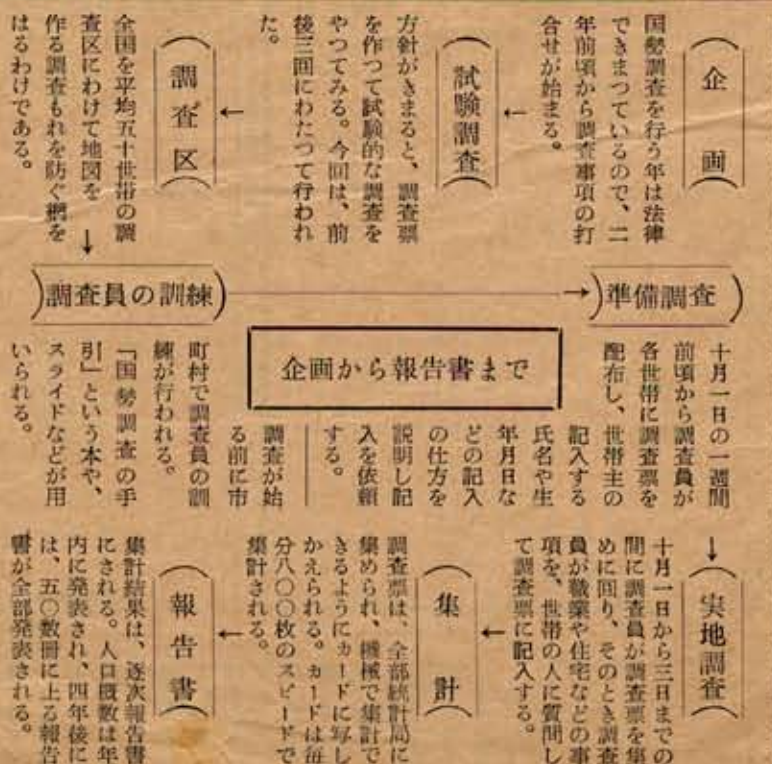 企画
国勢調査を行う年は法律
できまつているので、二
年前頃から調査事項の打
合せが始まる。
←
試験調査
方針がきまると、調査票
を作つて試験的な調査を
やつてみる。今回は、前
後三回にわたつて行われ
た。
←
調査区
全国を平均五十世帯の調
査区にわけて地図を
作る調査もれを防ぐ網を
はるわけである。
↓
調査員の訓練
→
準備調査
企画から報告書まで
十月一日の一週間
前頃から調査員が
各世帯に調査票を
配布し、世帯主の
記入する
氏名や生
年月日な
どの記入
の仕方を
説明し記
入を依頼
する。
調査が始
る前に市
町村で調査員の訓
練が行われる。
「国勢調査の手
引」という本や、
スライドなどが用
いられる。
↓
実地調査
十月一日から三日までの
間に調査員が調査票を集
めに回り、そのとき調査
員が職業や住宅などの事
項を、世帯の人に質問し
て調査票に記入する。
←
集計
調査票は、全部統計局に
集められ、機械で集計で
きるようにカードに写し
かえられる。カードは毎
分八〇〇枚のスピードで
集計される。
←
報告書
集計結果は、逐次報告書
にされる。人口概数は年
内に発表され、四年後に
は、五〇数冊に上る報告
書が全部発表される。